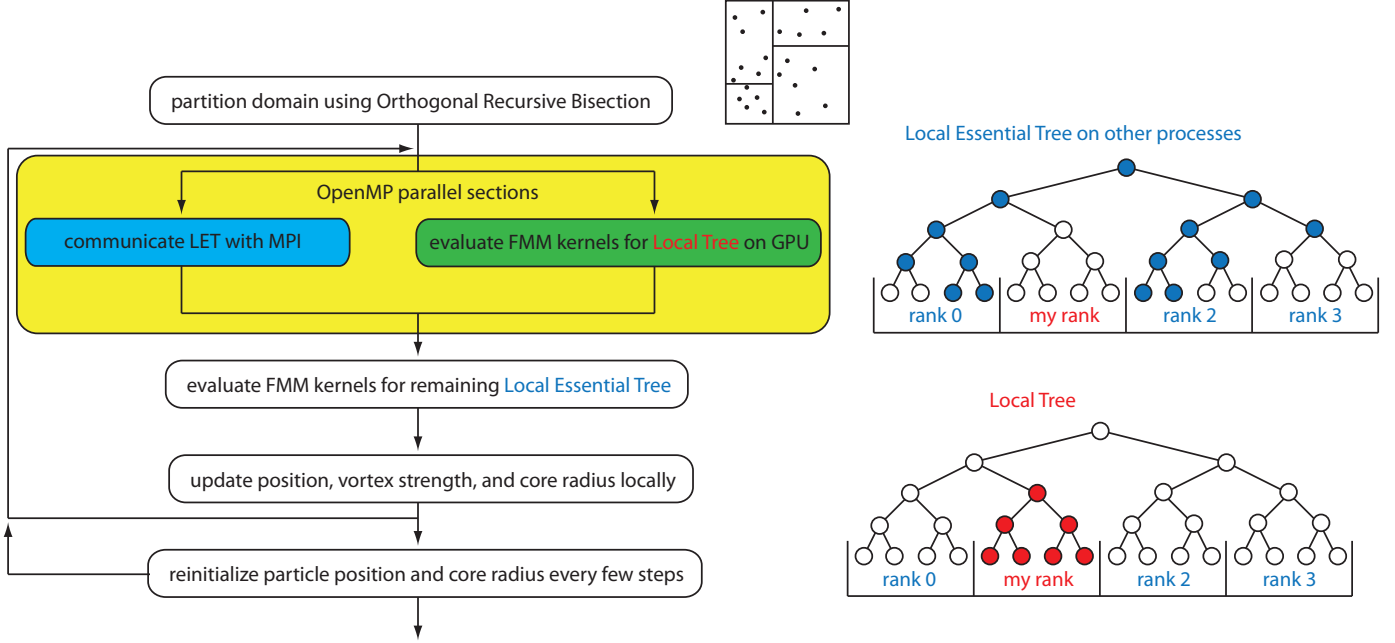 partition domain using Orthogonal Recursive Bisection
OpenMP parallel sections
communicate LET with MPI
evaluate FMM kernels for Local Tree on GPU
evaluate FMM kernels for remaining Local Essential Tree
update position, vortex strength, and core radius locally
reinitialize particle position and core radius every few steps
Local Essential Tree on other processes
rank 0
my rank
rank 2
rank 3
Local Tree
rank 0
my rank
rank 2
rank 3